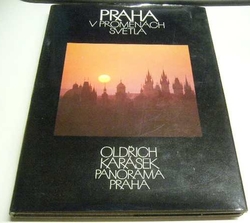 PRAHA
V PROMĚNÁCH
SVĚTLA
OLDŘICH
KARÁSEK
PANORAMA
PRAHA